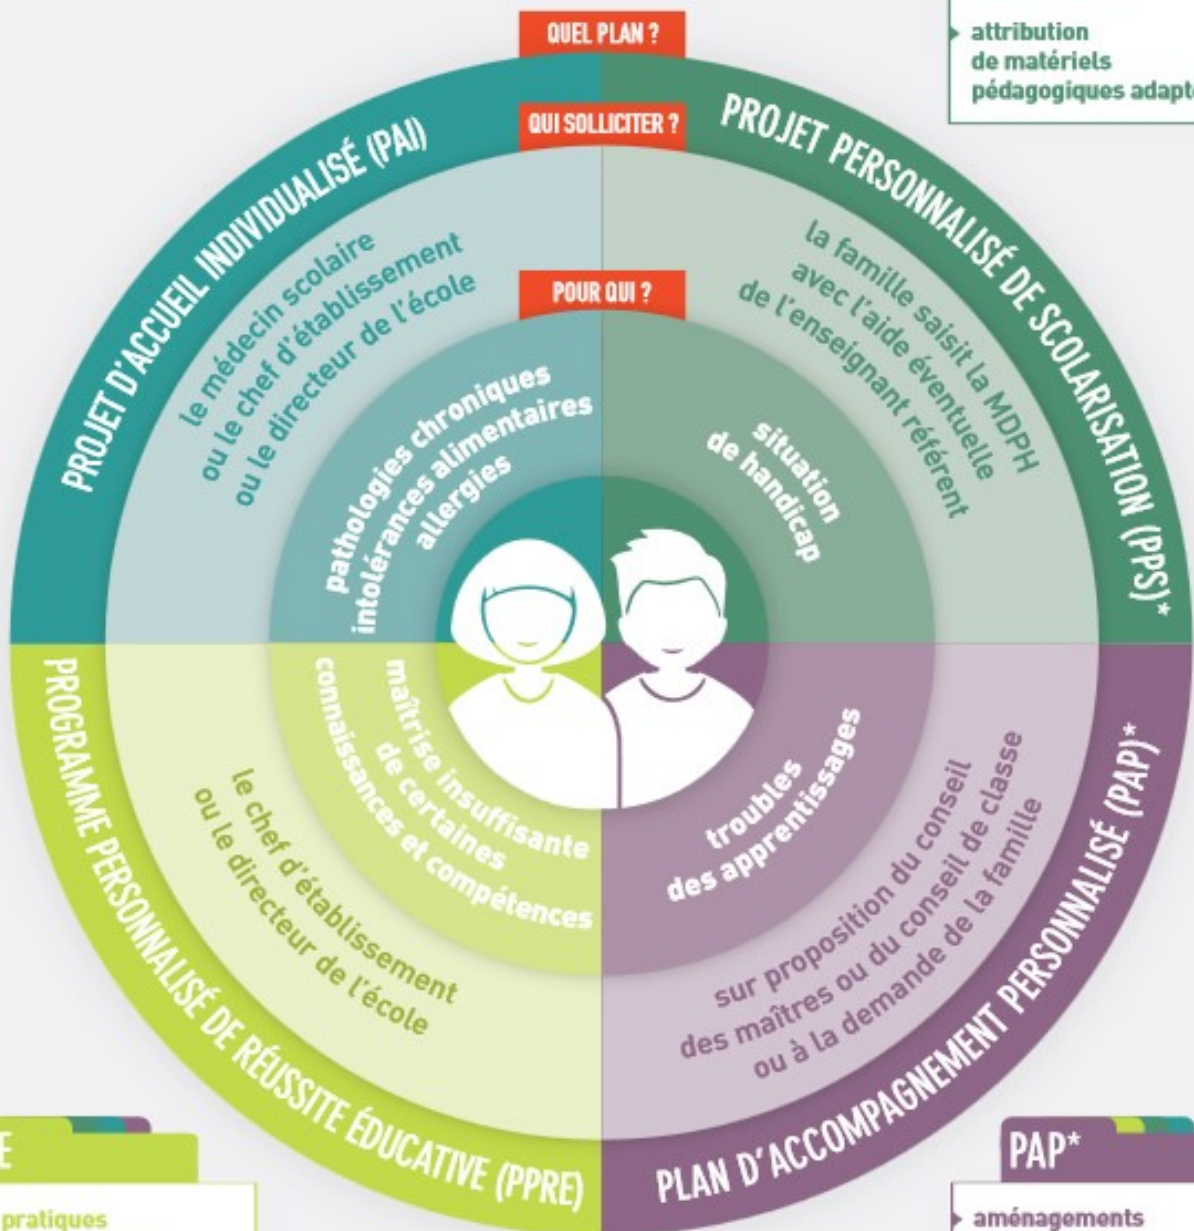 QUEL PLAN ?
attribution
de matériels
pédagogiques
QUI SOLLICITER ?
PROJET D'ACCUEIL INDIVIDUALISÉ (PAI)
le médecin scolaire
ou le chef d'établissement
ou le directeur de l'école
PROJET PERSONNALISÉ DE SCOLARISATION (PPS)*
la famille saisit la MDPH
avec l'aide éventuelle
de l'enseignant référent
POUR QUI ?
pathologies chroniques
intolérances alimentaires
allergies
situation
de handicap
PROGRAMME PERSONNALISÉ DE RÉUSSITE ÉDUCATIVE (PPRE)
le chef d'établissement
ou le directeur de l'école
maîtrise insuffisante
de certaines
connaissances et compétences
troubles
des apprentissages
sur proposition du conseil
des maîtres ou du conseil de classe
ou à la demande de la famille
PLAN D'ACCOMPAGNEMENT PERSONNALISÉ (PAP)*
E
pratiques
PAP*
aménagements